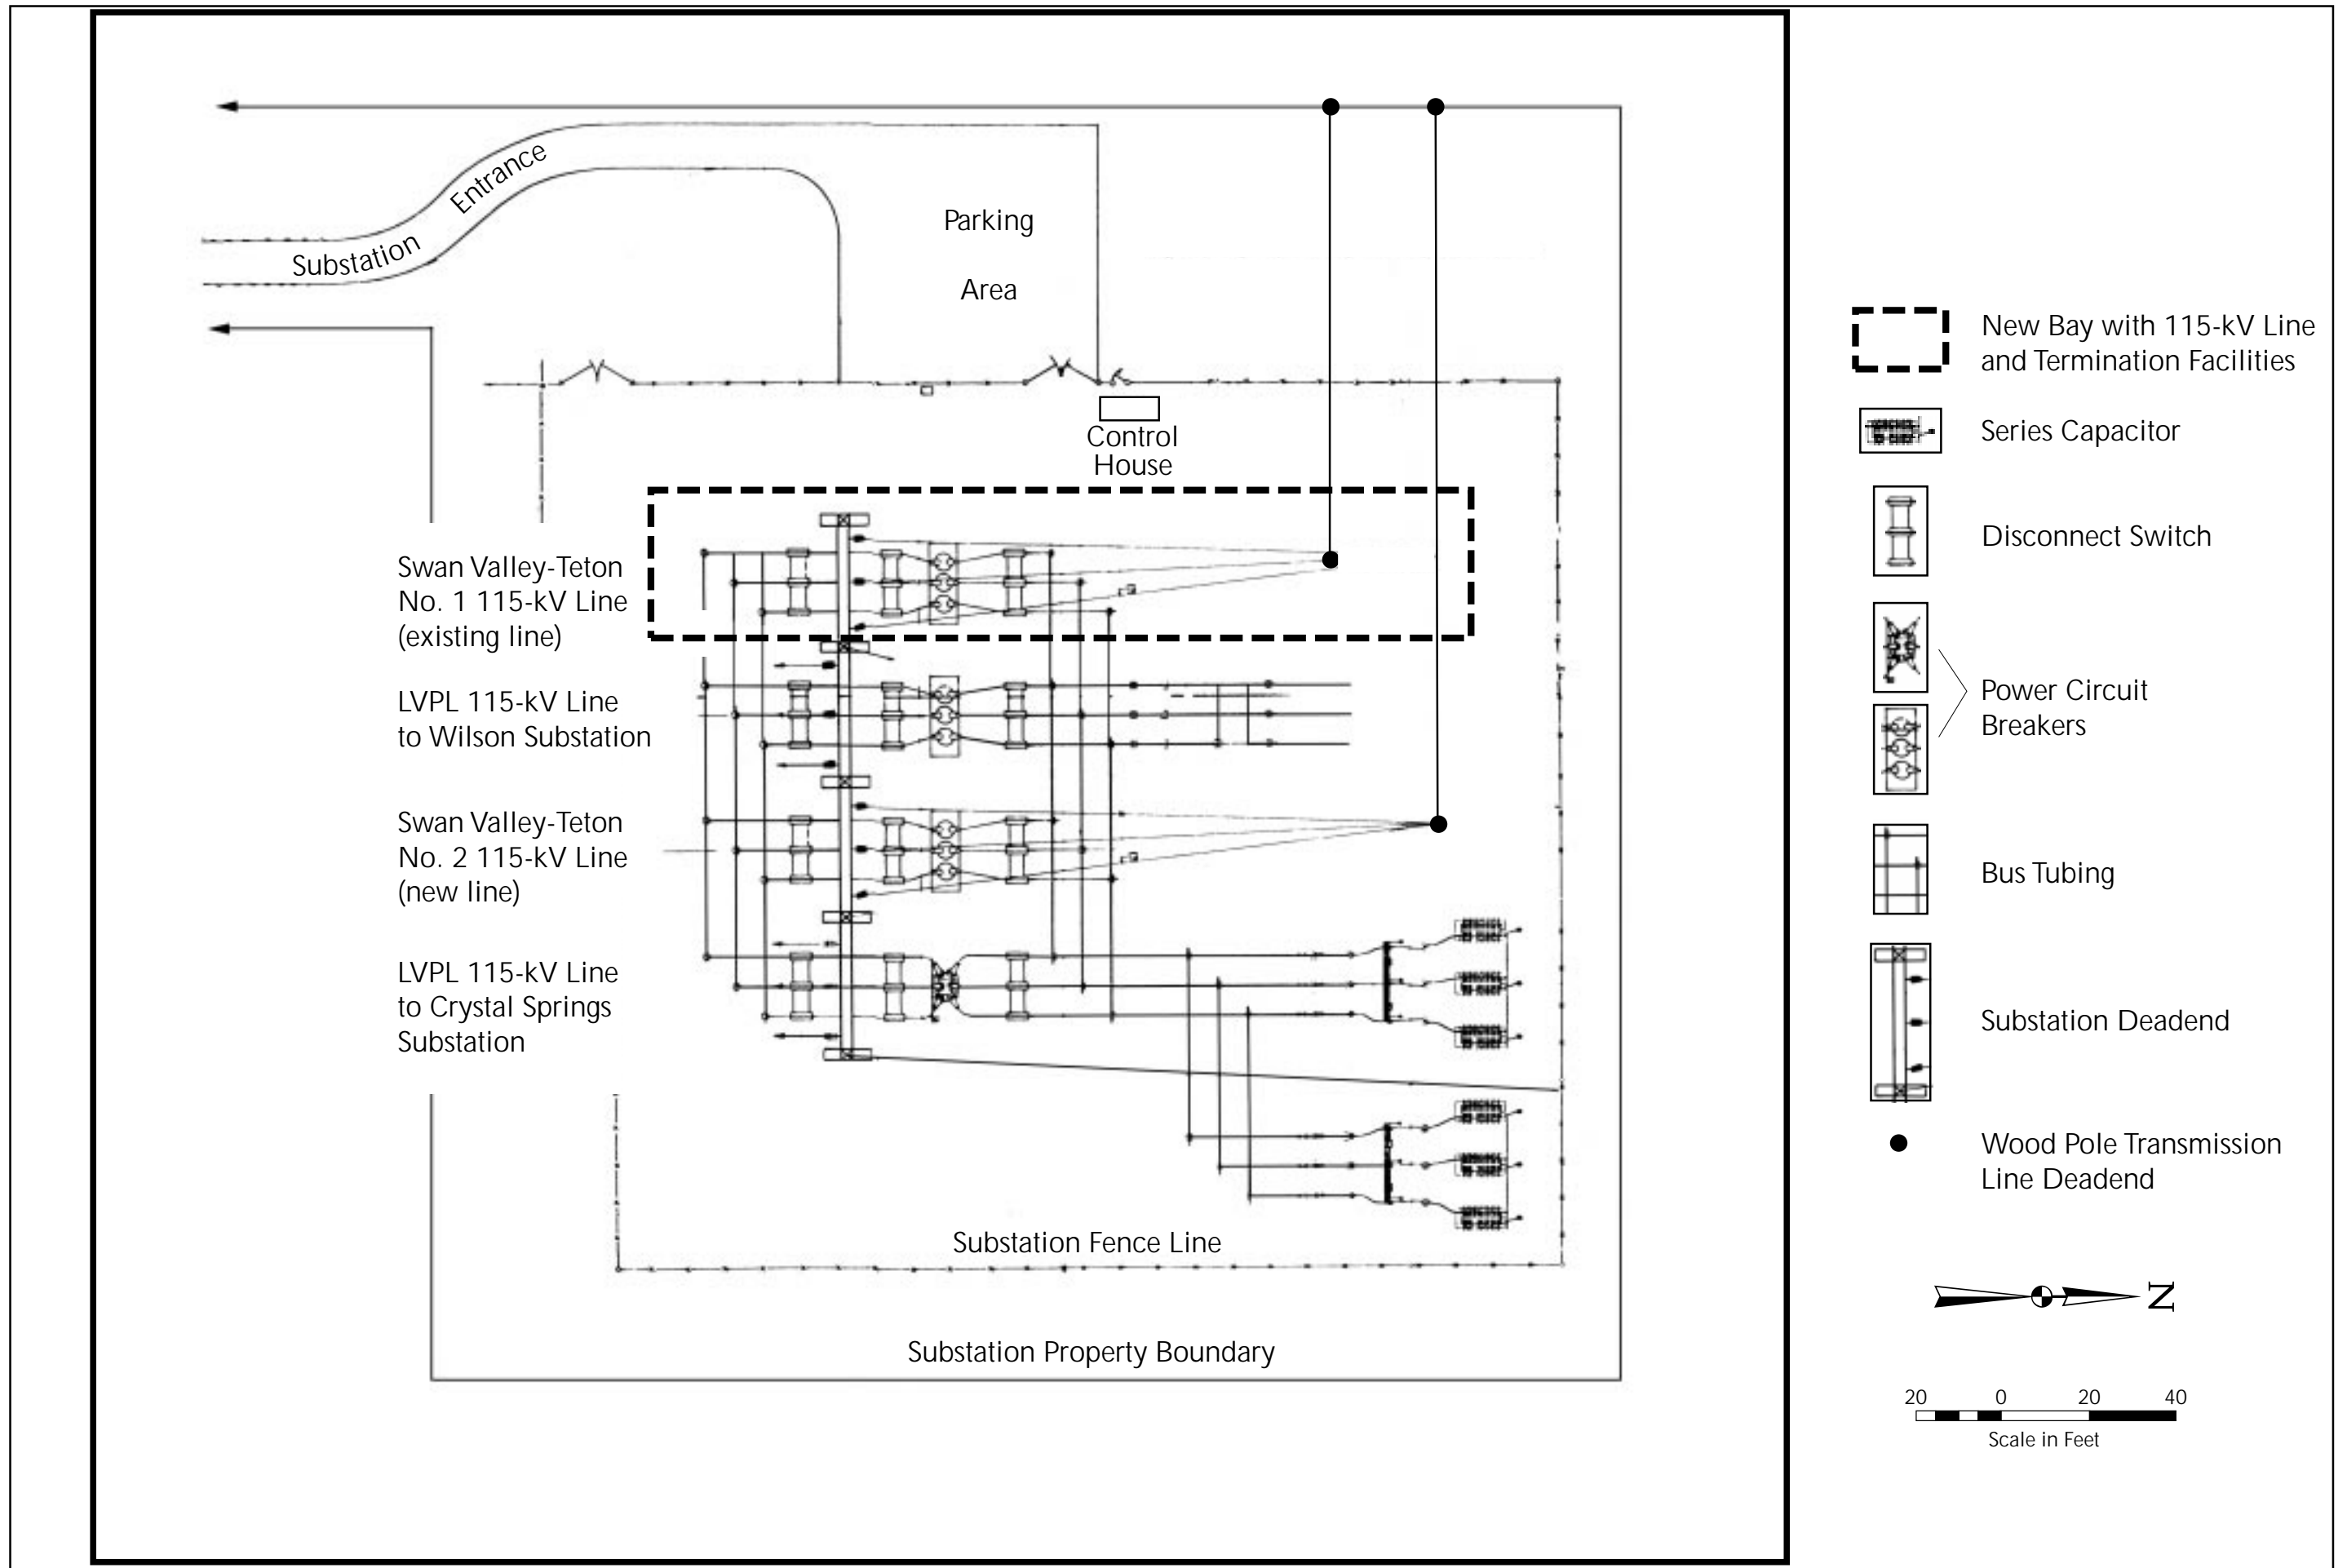 Substation
Entrance
Parking
Area
Control
House
Swan Valley-Teton
No. 1 115-kV Line
(existing line)
LVPL 115-kV Line
to Wilson Substation
Swan Valley-Teton
No. 2 115-kV Line
(new line)
LVPL 115-kV Line
to Crystal Springs
Substation
Substation Fence Line
Substation Property Boundary
New Bay with 115-kV Line
and Termination Facilities
Series Capacitor
Disconnect Switch
Power Circuit
Breakers
Bus Tubing
Substation Deadend
Wood Pole Transmission
Line Deadend
N
20 0 20 40
Scale in Feet